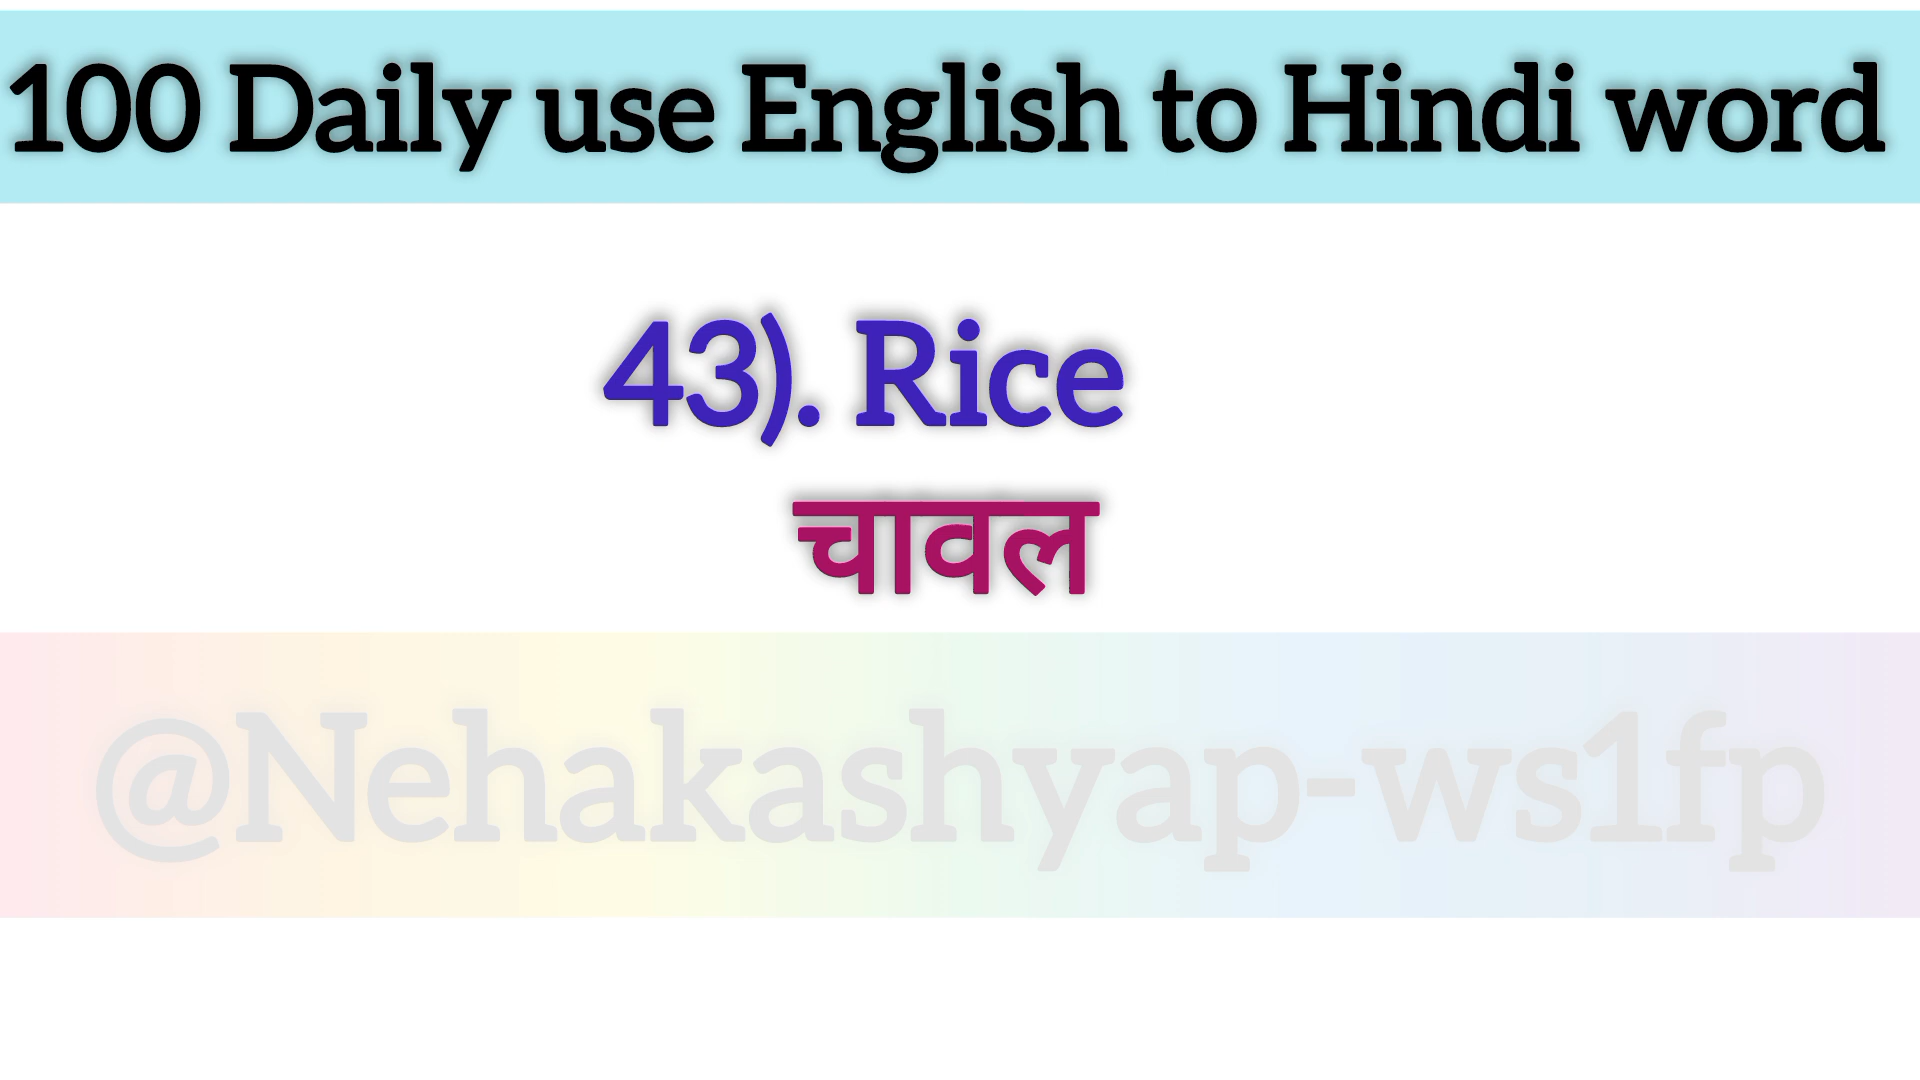 100 Daily use English to Hindi word
43). Rice
चावल
@Nehakashyap-ws1fp